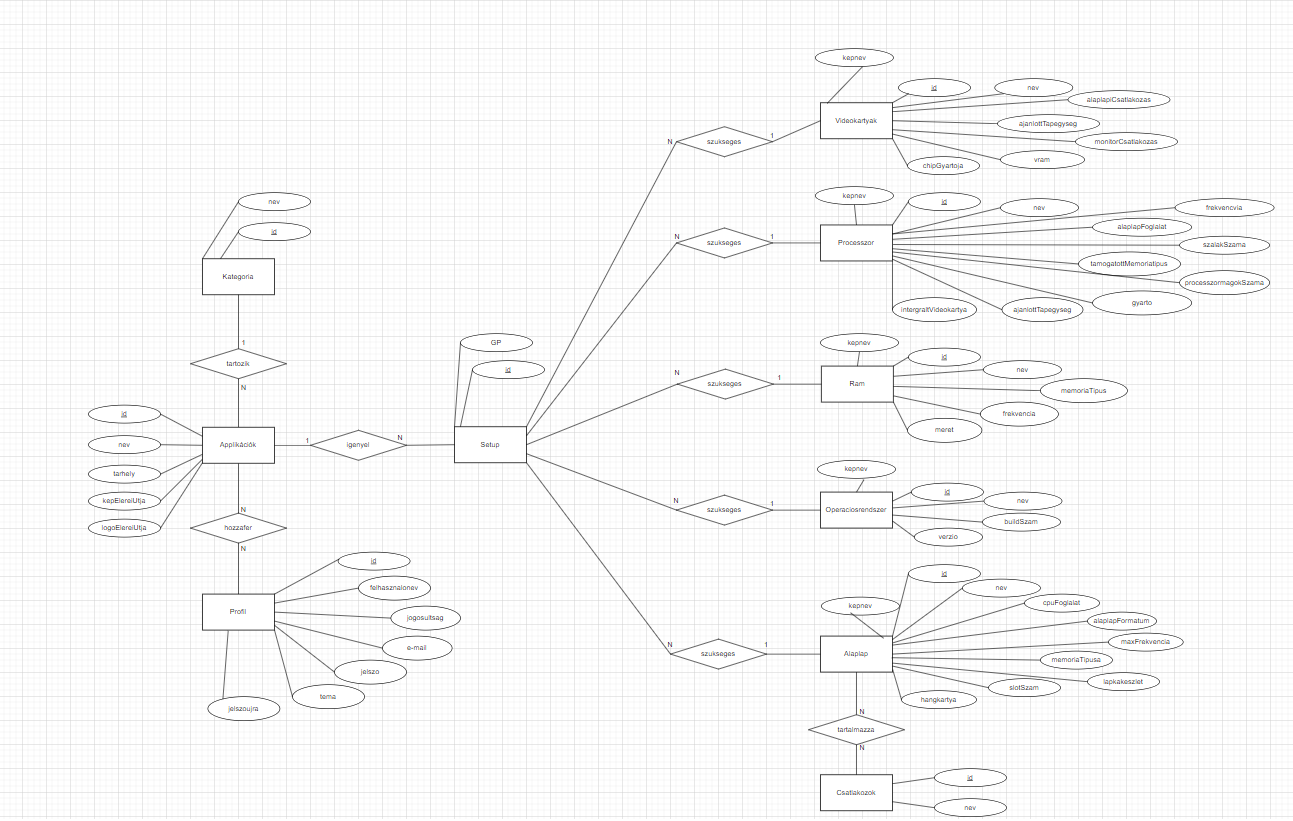 kepnev
id
nev
alaplapiCsatlakozas
Videokartyak
ajanlottTapegyseg
N
szukseges
1
monitorCsatlakozas
vram
chipGyartoja
kepnev
id
nev
frekvencvia
alaplapFoglalat
N
szukseges
1
Processzor
szalakSzama
tamogatottMemoriatipus
processzormagokSzama
gyarto
intergraltVideokartya
ajanlottTapegyseg
nev
id
Kategoria
1
tartozik
N
GP
id
kepnev
id
nev
N
szukseges
1
Ram
memoriaTipus
frekvencia
meret
id
nev
tarhely
kepElereiUtja
logoElereiUtja
Applikációk
1
igenyel
N
Setup
kepnev
id
nev
N
szukseges
1
Operaciosrendszer
buildSzam
verzio
N
hozzafer
N
id
felhasznalonev
Profil
jogosultsag
e-mail
jelszo
tema
jelszoujra
id
nev
kepnev
cpuFoglalat
alaplapFormatum
N
szukseges
1
Alaplap
maxFrekvencia
memoriaTipusa
lapkakeszlet
slotSzam
hangkartya
N
tartalmazza
N
id
Csatlakozok
nev